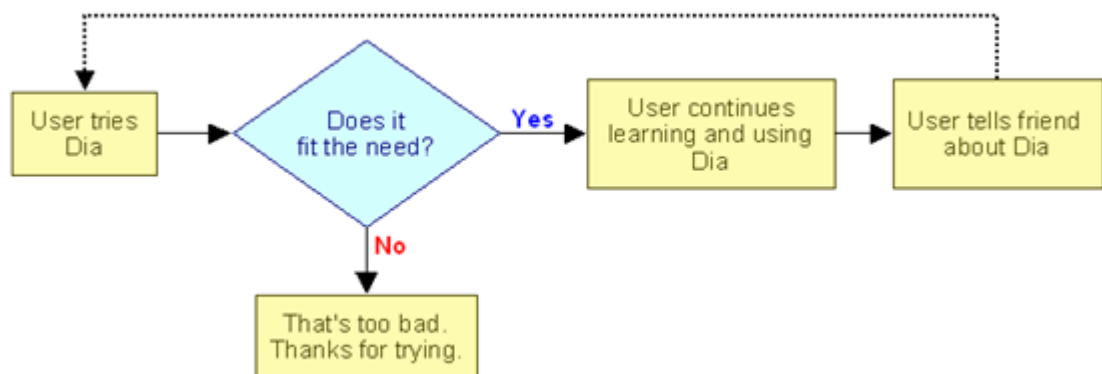 User tries
Dia
Does it
fit the need?
Yes
User continues
learning and using
Dia
User tells friend
about Dia
No
That's too bad.
Thanks for trying.